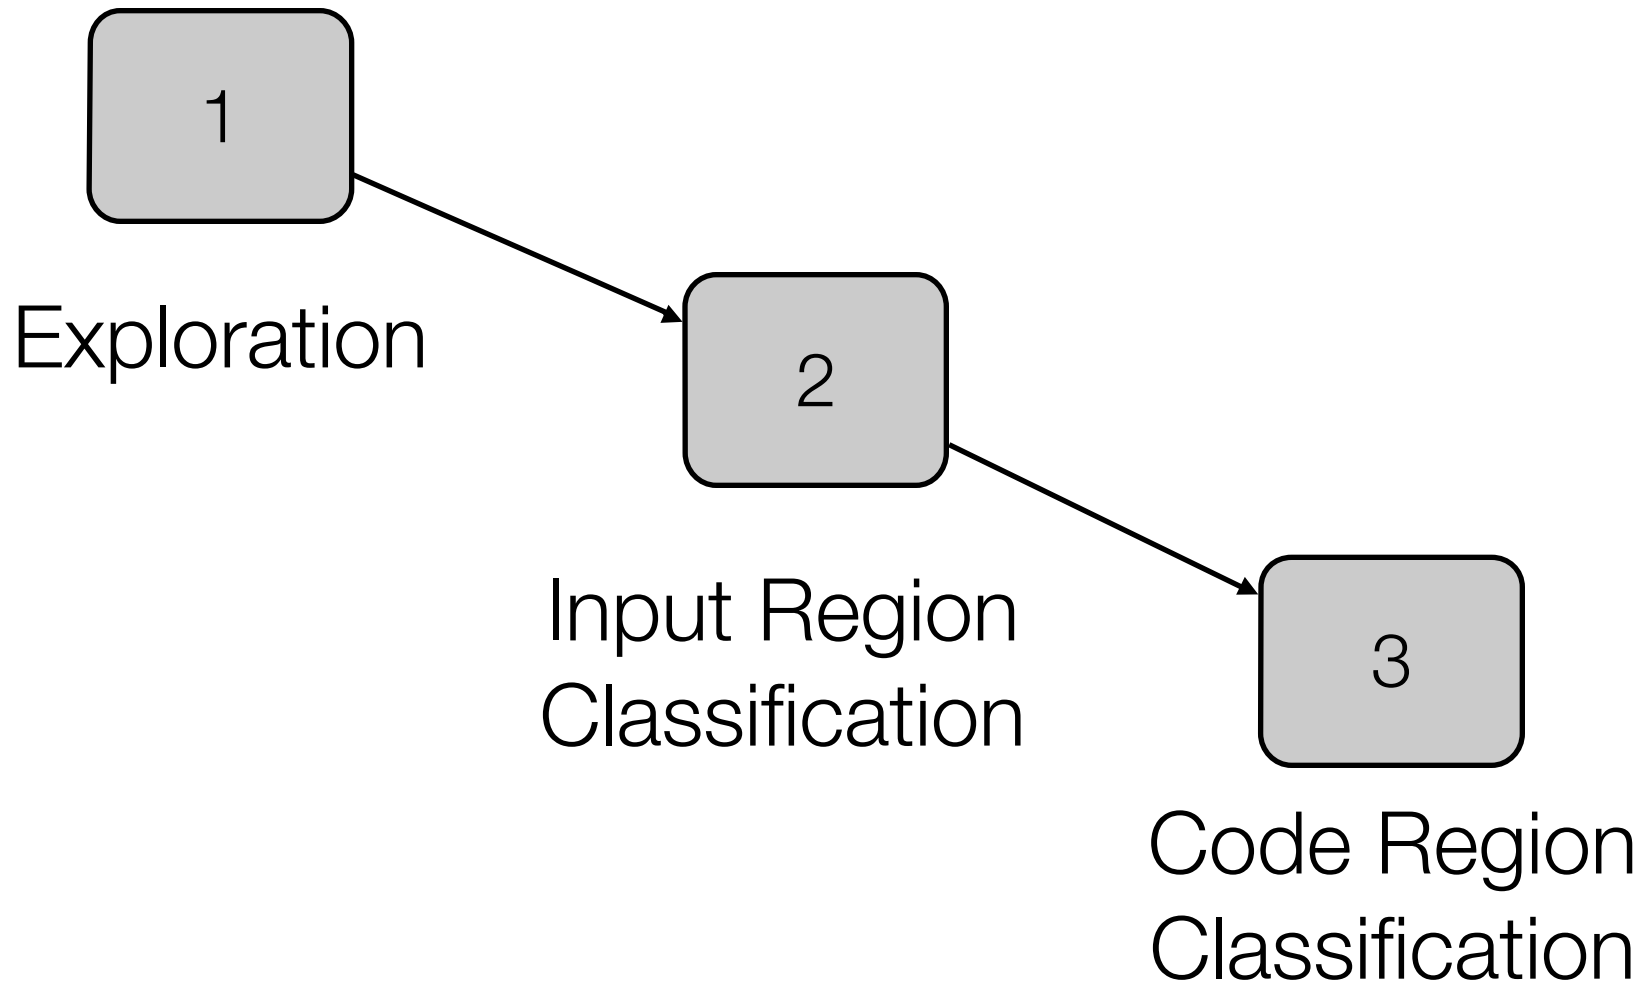 1
Exploration
2
Input Region
Classification
3
Code Region
Classification